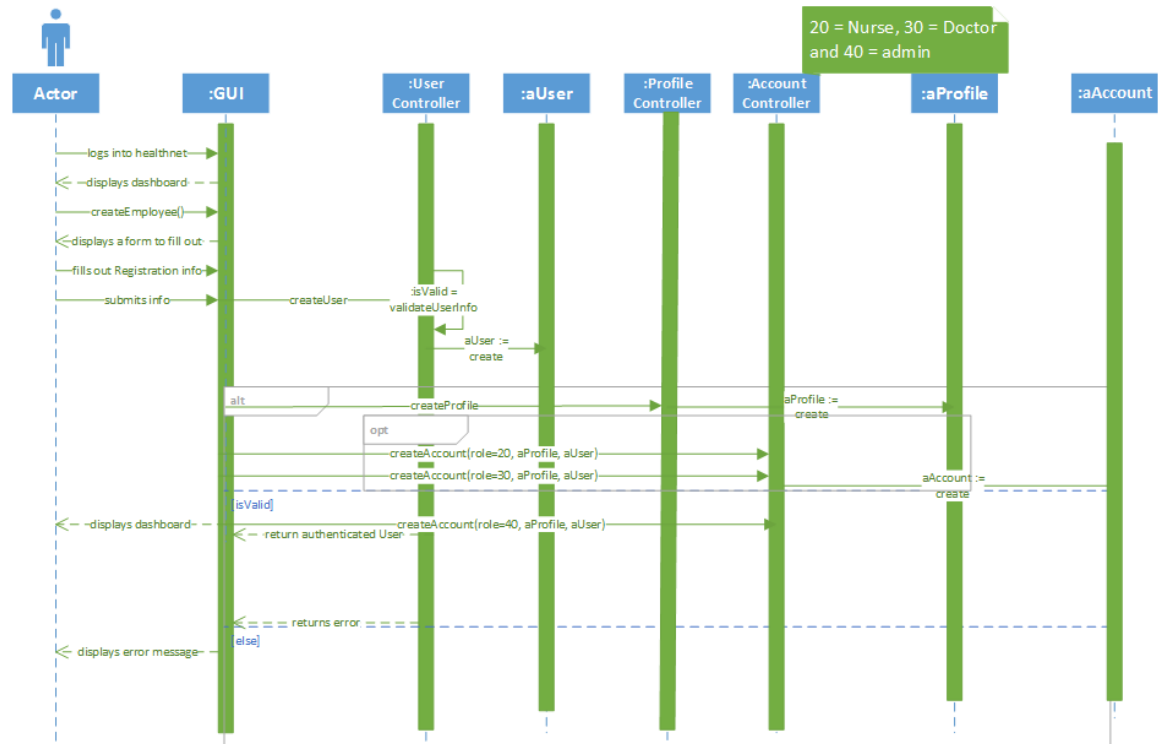 20 = Nurse, 30 = Doctor
and 40 = admin
Actor
:GUI
:User
Controller
:aUser
:Profile
Controller
:Account
Controller
:aProfile
:aAccount
logs into healthnet
displays dashboard
createEmployee()
displays a form to fill out
fills out Registration info
submits info
createUser
:isValid =
validateUserInfo
aUser :=
create
alt
createProfile
aProfile :=
create
opt
createAccount(role=20, aProfile, aUser)
createAccount(role=30, aProfile, aUser)
aAccount :=
create
[isValid]
displays dashboard
createAccount(role=40, aProfile, aUser)
return authenticated User
returns error
[else]
displays error message